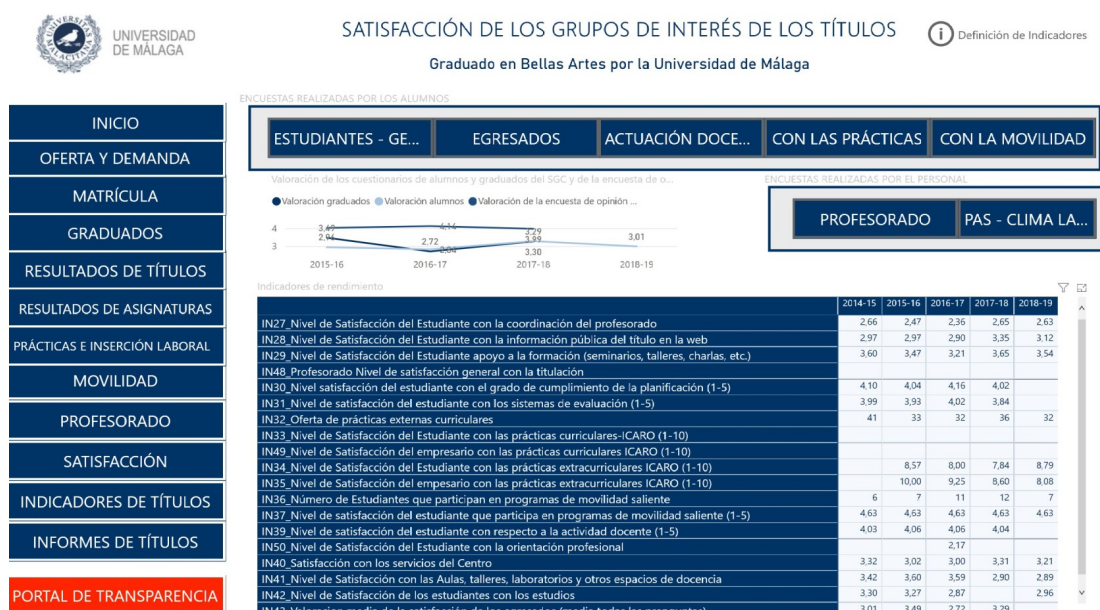 UNIVERSIDAD
DE MÁLAGA
SATISFACCIÓN DE LOS GRUPOS DE INTERÉS DE LOS TÍTULOS
Graduado en Bellas Artes por la Universidad de Málaga
i Definición de Indicadores
INICIO
OFERTA Y DEMANDA
MATRÍCULA
GRADUADOS
RESULTADOS DE TÍTULOS
RESULTADOS DE ASIGNATURAS
PRÁCTICAS E INSERCIÓN LABORAL
MOVILIDAD
PROFESORADO
SATISFACCIÓN
INDICADORES DE TÍTULOS
INFORMES DE TÍTULOS
PORTAL DE TRANSPARENCIA
ENCUESTAS REALIZADAS POR LOS ALUMNOS
ESTUDIANTES - GE... EGRESADOS ACTUACIÓN DOCE... CON LAS PRÁCTICAS CON LA MOVILIDAD
Valoración de los cuestionarios de alumnos y graduados del SGC y de la encuesta de o...
Valoración graduados Valoración alumnos Valoración de la encuesta de opinión ...
4 3,49 4,14 3,29
3 2,72 3,99 3,01
3,30
2015-16 2016-17 2017-18 2018-19
ENCUESTAS REALIZADAS POR EL PERSONAL
PROFESORADO PAS - CLIMA LA...
Indicadores de rendimiento
2014-15 2015-16 2016-17 2017-18 2018-19
IN27_Nivel de Satisfacción del Estudiante con la coordinación del profesorado 2,66 2,47 2,36 2,65 2,63
IN28_Nivel de Satisfacción del Estudiante con la información pública del título en la web 2,97 2,97 2,90 3,35 3,12
IN29_Nivel de Satisfacción del Estudiante apoyo a la formación (seminarios, talleres, charlas, etc.) 3,60 3,47 3,21 3,65 3,54
IN48_Profesorado Nivel de satisfacción general con la titulación
IN30_Nivel satisfacción del estudiante con el grado de cumplimiento de la planificación (1-5) 4,10 4,04 4,16 4,02
IN31_Nivel de satisfacción del estudiante con los sistemas de evaluación (1-5) 3,99 3,93 4,02 3,84
IN32_Oferta de prácticas externas curriculares 41 33 32 36 32
IN33_Nivel de Satisfacción del Estudiante con las prácticas curriculares-ICARO (1-10)
IN49_Nivel de Satisfacción del empresario con las prácticas curriculares ICARO (1-10)
IN34_Nivel de Satisfacción del Estudiante con las prácticas extracurriculares ICARO (1-10) 8,57 8,00 7,84 8,79
IN35_Nivel de Satisfacción del empesario con las prácticas extracurriculares ICARO (1-10) 10,00 9,25 8,60 8,08
IN36_Número de Estudiantes que participan en programas de movilidad saliente 6 7 11 12 7
IN37_Nivel de satisfacción del estudiante que participa en programas de movilidad saliente (1-5) 4,63 4,63 4,63 4,63 4,63
IN39_Nivel de Satisfacción del estudiante con respecto a la actividad docente (1-5) 4,03 4,06 4,06 4,04
IN50_Nivel de Satisfacción del Estudiante con la orientación profesional 2,17
IN40_Satisfacción con los servicios del Centro 3,32 3,02 3,00 3,31 3,21
IN41_Nivel de Satisfacción con las Aulas, talleres, laboratorios y otros espacios de docencia 3,42 3,60 3,59 2,90 2,89
IN42_Nivel de Satisfacción de los estudiantes con los estudios 3,30 3,27 2,87 2,96
IN43_Valoración media de la satisfacción de los egresados (media todas las preguntas) 3,01 3,49 2,72 3,29